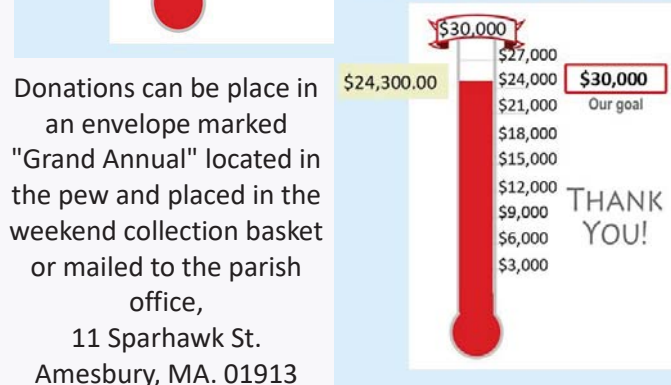 Donations can be place in
an envelope marked
"Grand Annual" located in
the pew and placed in the
weekend collection basket
or mailed to the parish
office,
11 Sparhawk St.
Amesbury, MA. 01913
$24,300.00
$30,000
$27,000
$24,000
$21,000
$18,000
$15,000
$12,000
$9,000
$6,000
$3,000
$30,000
Our goal
THANK
YOU!